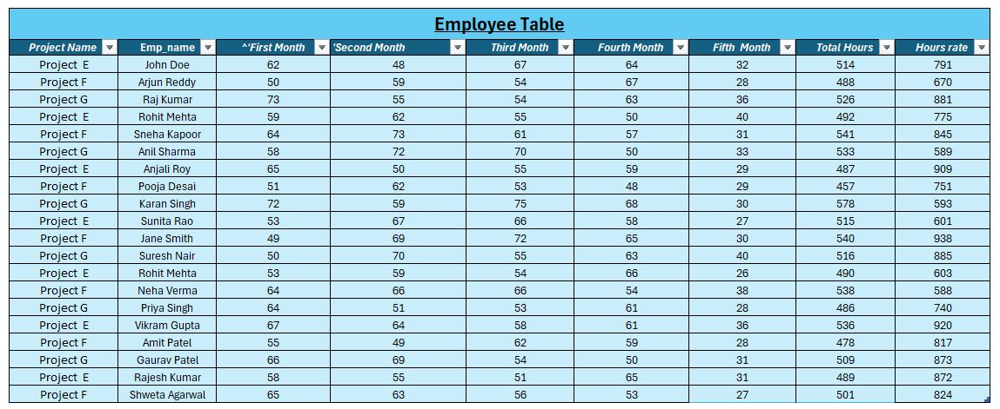 Employee Table
Project Name Emp_name ^'First Month 'Second Month Third Month Fourth Month Fifth Month Total Hours Hours rate
Project E John Doe 62 48 67 64 32 514 791
Project F Arjun Reddy 50 59 54 67 28 488 670
Project G Raj Kumar 73 55 54 63 36 526 881
Project E Rohit Mehta 59 62 55 50 40 492 775
Project F Sneha Kapoor 64 73 61 57 31 541 845
Project G Anil Sharma 58 72 70 50 33 533 589
Project E Anjali Roy 65 50 55 59 29 487 909
Project F Pooja Desai 51 62 53 48 29 457 751
Project G Karan Singh 72 59 75 68 30 578 593
Project E Sunita Rao 53 67 66 58 27 515 601
Project F Jane Smith 49 69 72 65 30 540 938
Project G Suresh Nair 50 70 55 63 40 516 885
Project E Rohit Mehta 53 59 54 66 26 490 603
Project F Neha Verma 64 66 66 54 38 538 588
Project G Priya Singh 64 51 53 61 28 486 740
Project E Vikram Gupta 67 64 58 61 36 536 920
Project F Amit Patel 55 49 62 59 28 478 817
Project G Gaurav Patel 66 69 54 50 31 509 873
Project E Rajesh Kumar 58 55 51 65 31 489 872
Project F Shweta Agarwal 65 63 56 53 27 501 824